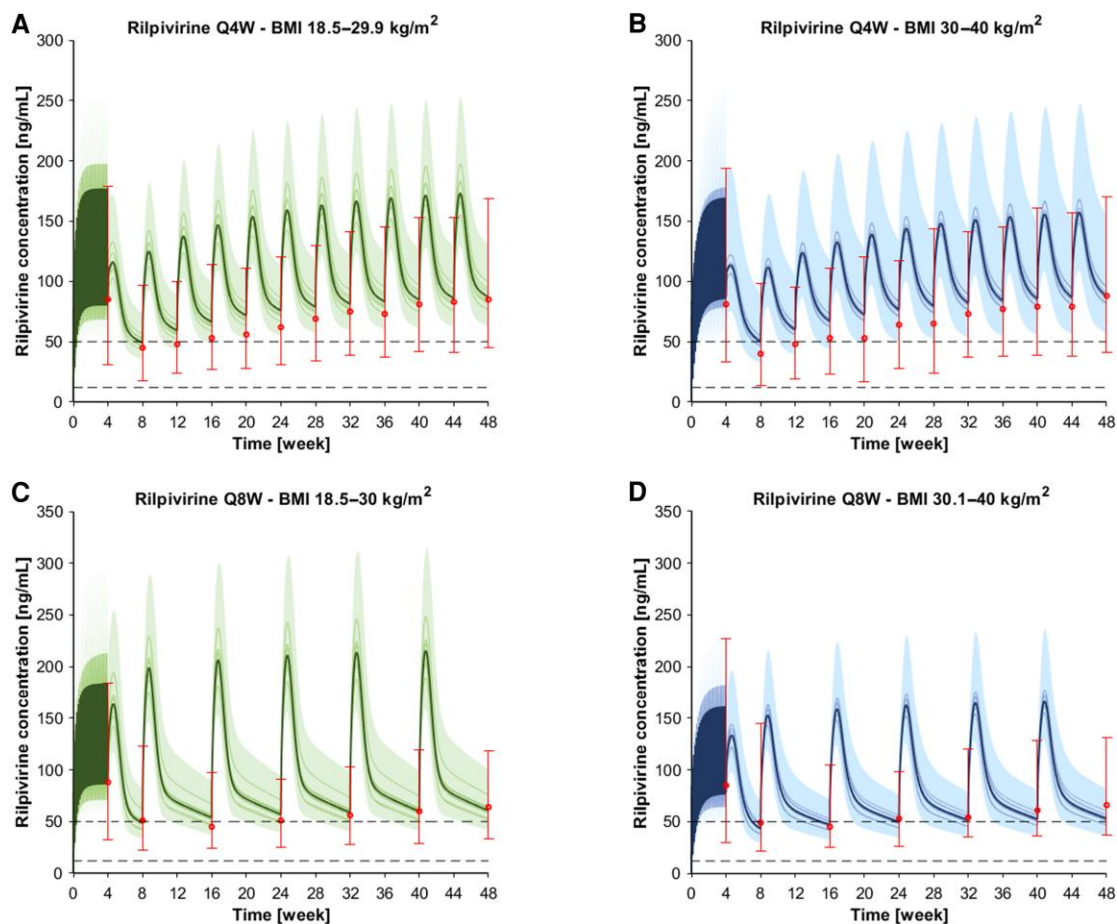 A
Rilpivirine Q4W - BMI 18.5–29.9 kg/m²
Rilpivirine concentration [ng/mL]
300
250
200
150
100
50
0
0 4 8 12 16 20 24 28 32 36 40 44 48
Time [week]
B
Rilpivirine Q4W - BMI 30–40 kg/m²
Rilpivirine concentration [ng/mL]
300
250
200
150
100
50
0
0 4 8 12 16 20 24 28 32 36 40 44 48
Time [week]
C
Rilpivirine Q8W - BMI 18.5–30 kg/m²
Rilpivirine concentration [ng/mL]
350
300
250
200
150
100
50
0
0 4 8 12 16 20 24 28 32 36 40 44 48
Time [week]
D
Rilpivirine Q8W - BMI 30.1–40 kg/m²
Rilpivirine concentration [ng/mL]
350
300
250
200
150
100
50
0
0 4 8 12 16 20 24 28 32 36 40 44 48
Time [week]